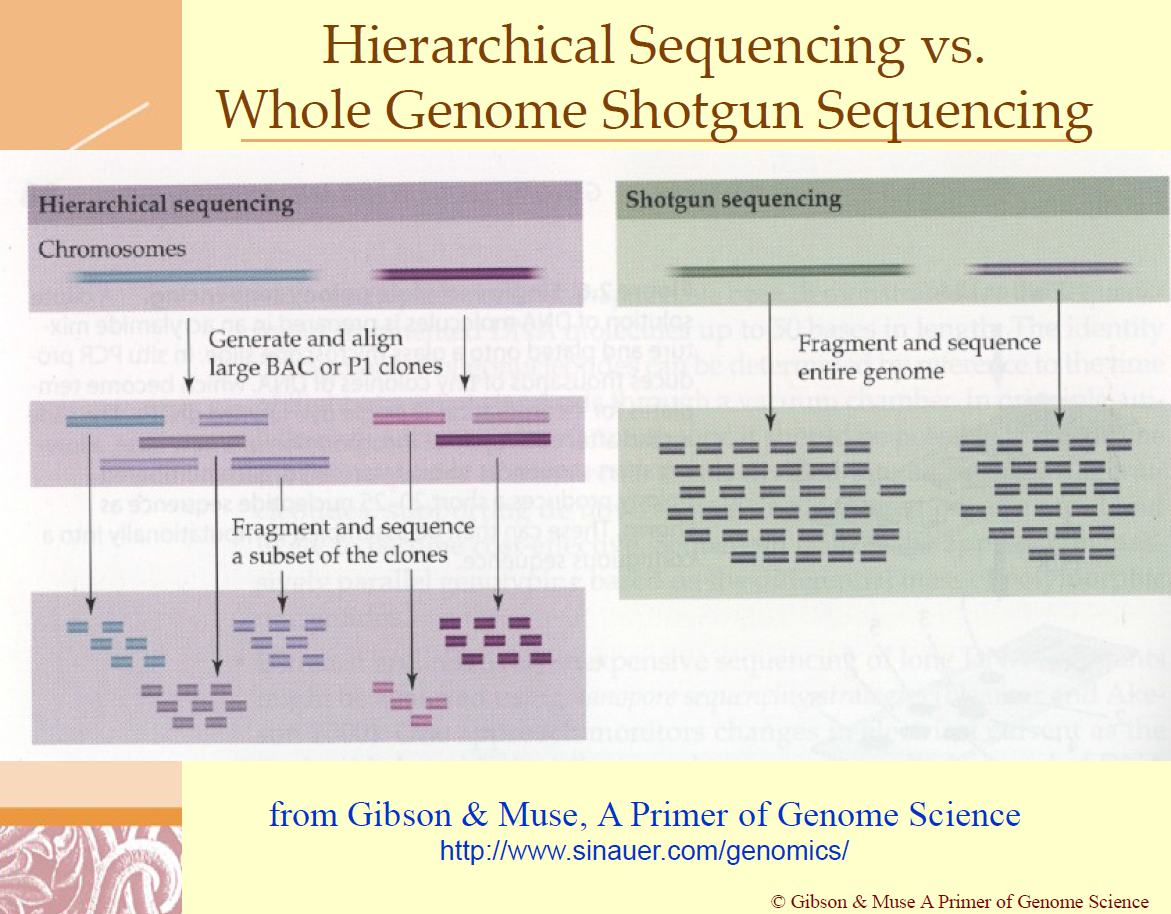 Hierarchical Sequencing vs.
Whole Genome Shotgun Sequencing
Hierarchical sequencing
Chromosomes
Generate and align
large BAC or P1 clones
Fragment and sequence
a subset of the clones
Shotgun sequencing
Fragment and sequence
entire genome
from Gibson & Muse, A Primer of Genome Science
http://www.sinauer.com/genomics/
© Gibson & Muse A Primer of Genome Science